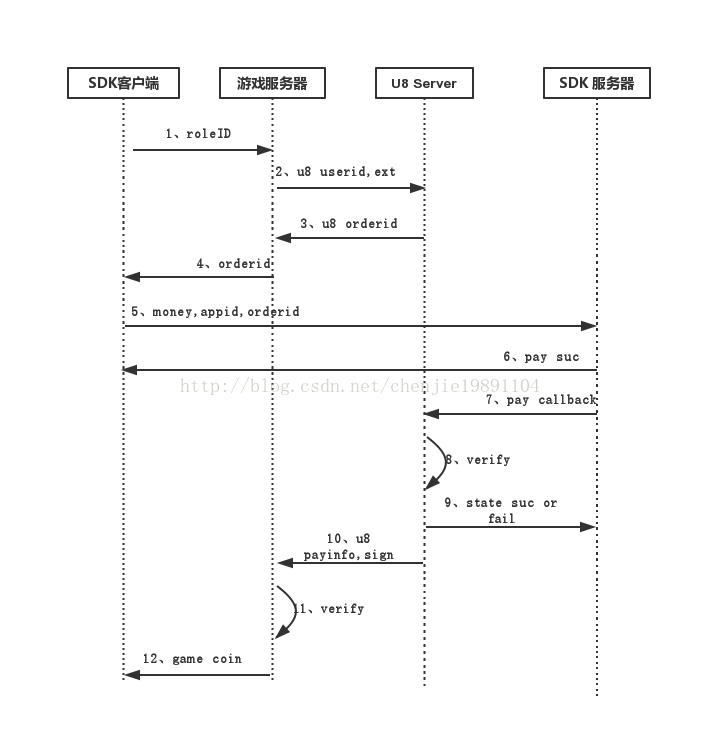 SDK客户端
游戏服务器
U8 Server
SDK 服务器
1、roleID
2、u8 userid,ext
3、u8 orderid
4、orderid
5、money,appid,orderid
6、pay suc
http://blog.csdn.net/chenjie19891104
7、pay callback
8、verify
9、state suc or
fail
10、u8
payinfo,sign
11、verify
12、game coin